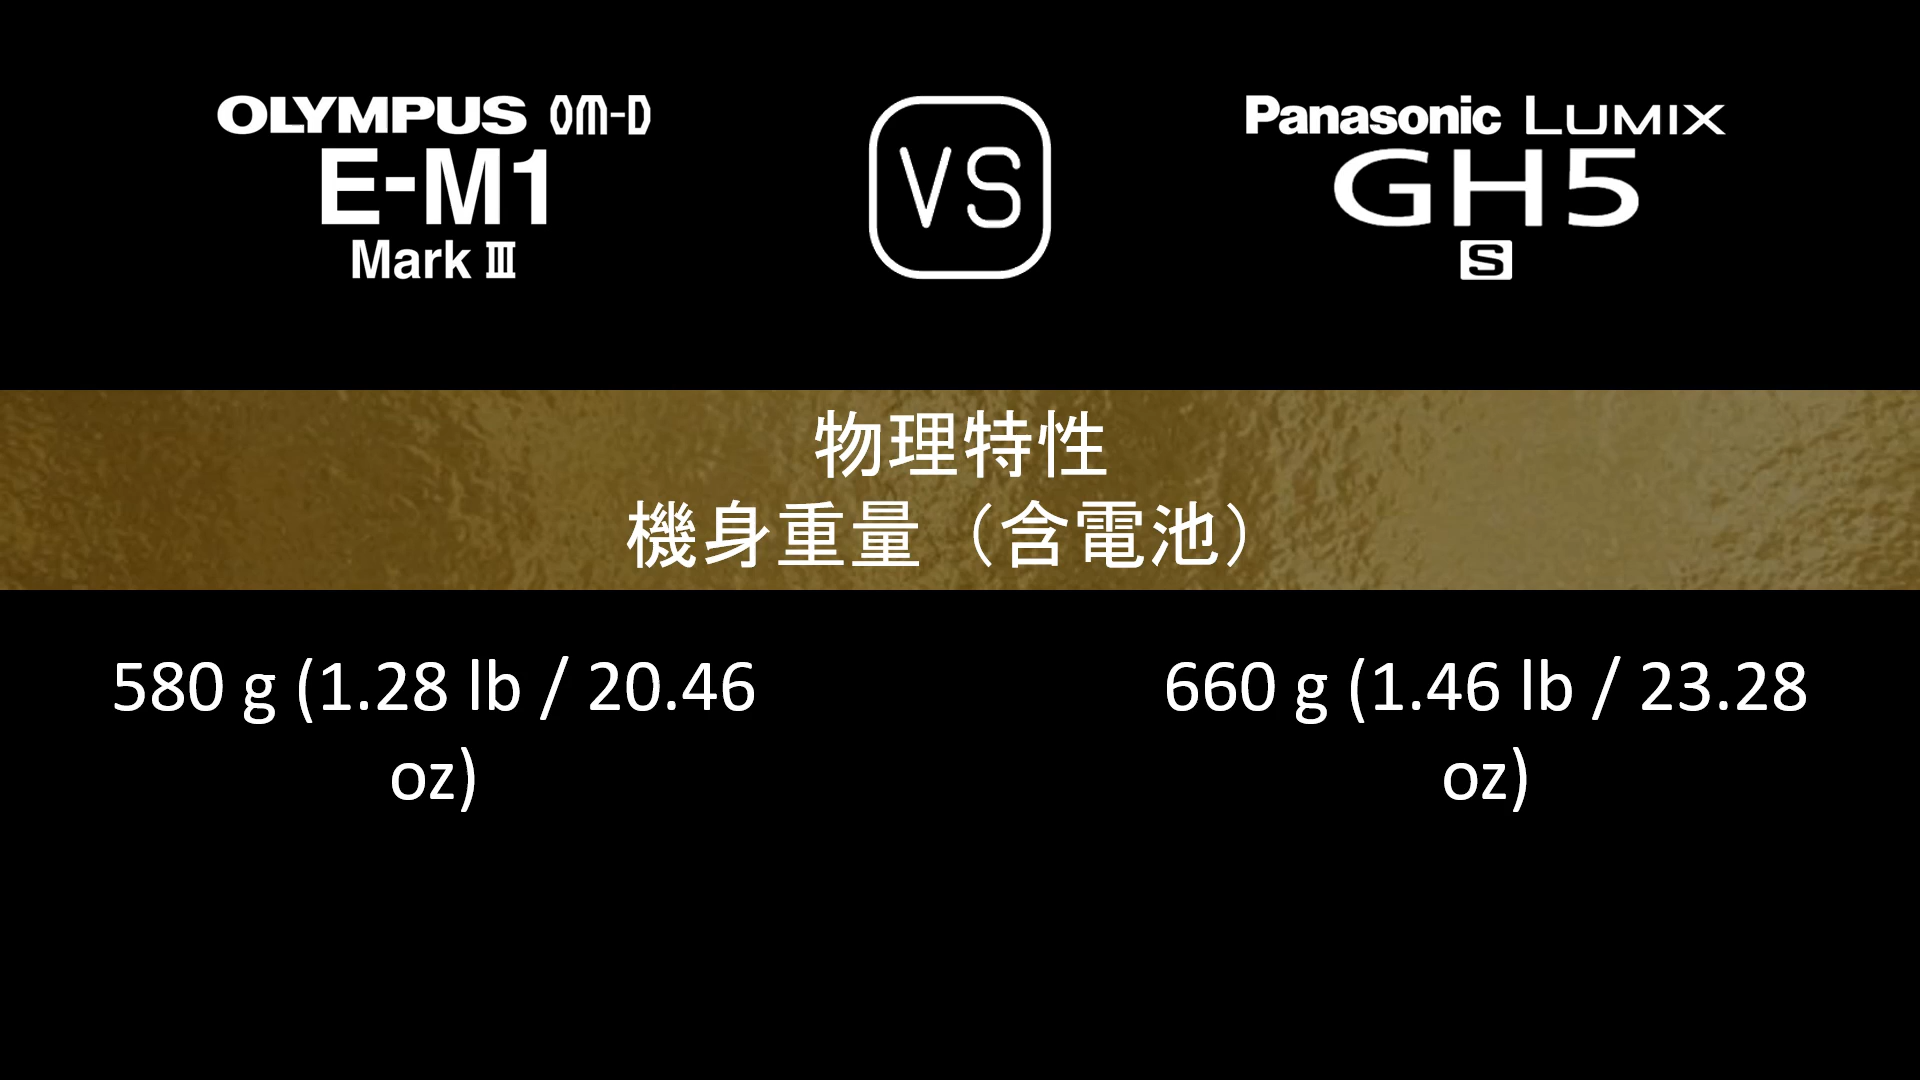 OLYMPUS OM-D
E-M1
Mark III
VS
Panasonic LUMIX
GH5
S
物理特性
機身重量（含電池）
580 g (1.28 lb / 20.46
oz)
660 g (1.46 lb / 23.28
oz)